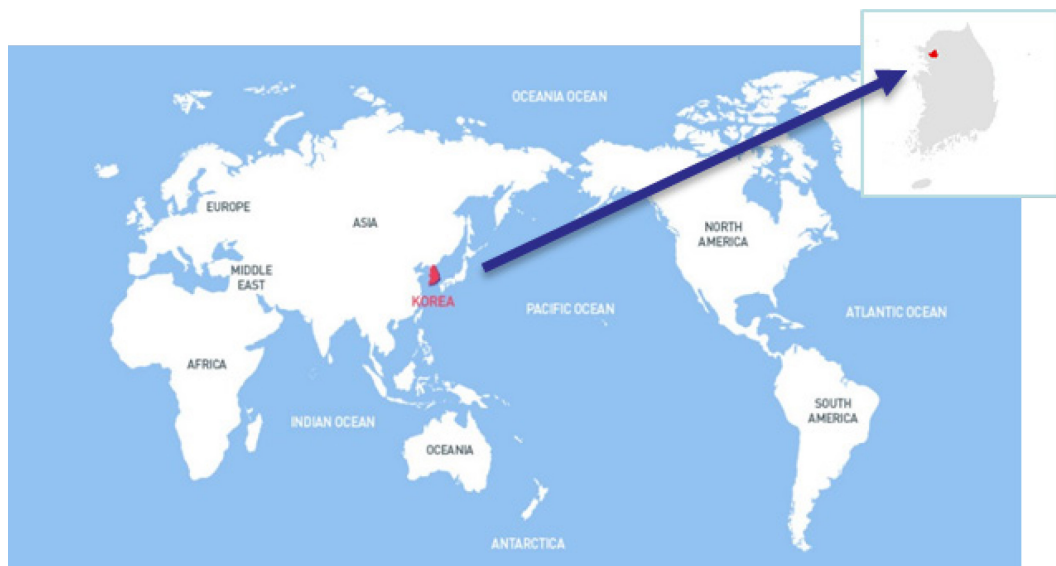 OCEANIA OCEAN
EUROPE
ASIA
NORTH
AMERICA
MIDDLE
EAST
KOREA
PACIFIC OCEAN
ATLANTIC OCEAN
AFRICA
SOUTH
AMERICA
INDIAN OCEAN
OCEANIA
ANTARCTICA